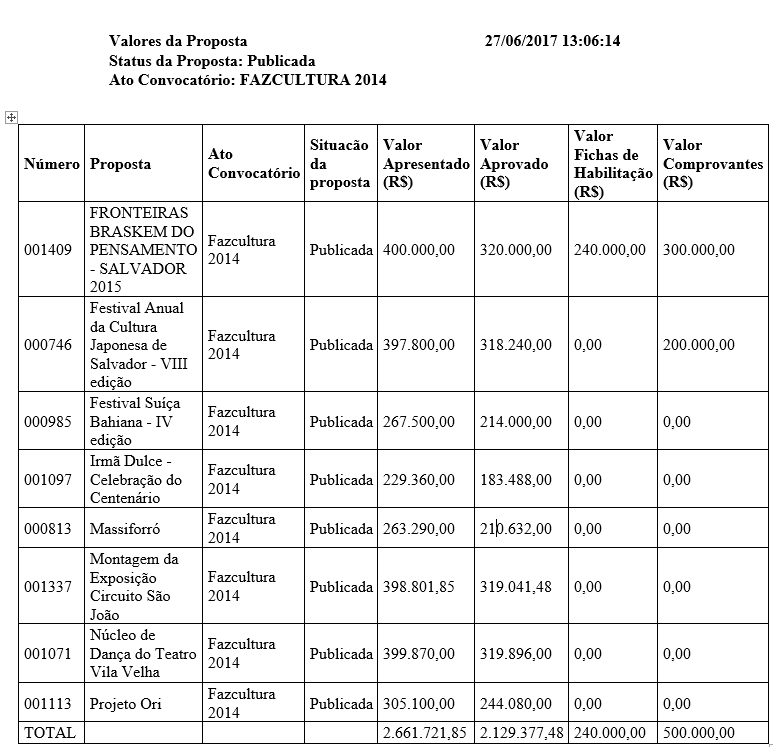 Valores da Proposta 27/06/2017 13:06:14
Status da Proposta: Publicada
Ato Convocatório: FAZCULTURA 2014
Número Proposta Ato Convocatório Situacão da proposta Valor Apresentado (R$) Valor Aprovado (R$) Valor Fichas de Habilitação (R$) Valor Comprovantes (R$)
001409 FRONTEIRAS BRASKEM DO PENSAMENTO - SALVADOR 2015 Fazcultura 2014 Publicada 400.000,00 320.000,00 240.000,00 300.000,00
000746 Festival Anual da Cultura Japonesa de Salvador - VIII edição Fazcultura 2014 Publicada 397.800,00 318.240,00 0,00 200.000,00
000985 Festival Suíça Bahiana - IV edição Fazcultura 2014 Publicada 267.500,00 214.000,00 0,00 0,00
001097 Irmã Dulce - Celebração do Centenário Fazcultura 2014 Publicada 229.360,00 183.488,00 0,00 0,00
000813 Massiforró Fazcultura 2014 Publicada 263.290,00 210.632,00 0,00 0,00
001337 Montagem da Exposição Circuito São João Fazcultura 2014 Publicada 398.801,85 319.041,48 0,00 0,00
001071 Núcleo de Dança do Teatro Vila Velha Fazcultura 2014 Publicada 399.870,00 319.896,00 0,00 0,00
001113 Projeto Ori Fazcultura 2014 Publicada 305.100,00 244.080,00 0,00 0,00
TOTAL 2.661.721,85 2.129.377,48 240.000,00 500.000,00